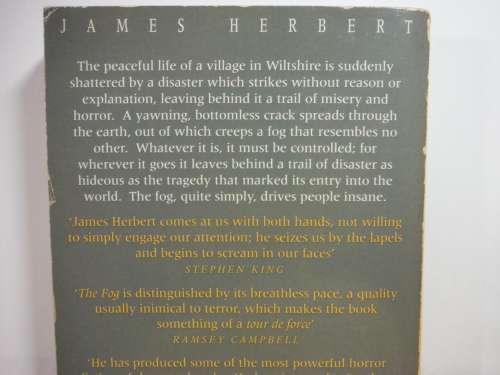 JAMES HERBERT
The peaceful life of a village in Wiltshire is suddenly
shattered by a disaster which strikes without reason or
explanation, leaving behind it a trail of misery and
horror. A yawning, bottomless crack spreads through
the earth, out of which creeps a fog that resembles no
other. Whatever it is, it must be controlled; for
wherever it goes it leaves behind a trail of disaster as
hideous as the tragedy that marked its entry into the
world. The fog, quite simply, drives people insane.
‘James Herbert comes at us with both hands, not willing
to simply engage our attention; he seizes us by the lapels
and begins to scream in our faces’
STEPHEN KING
‘The Fog is distinguished by its breathless pace, a quality
usually inimical to terror, which makes the book
something of a tour de force’
RAMSEY CAMPBELL
‘He has produced some of the most powerful horror